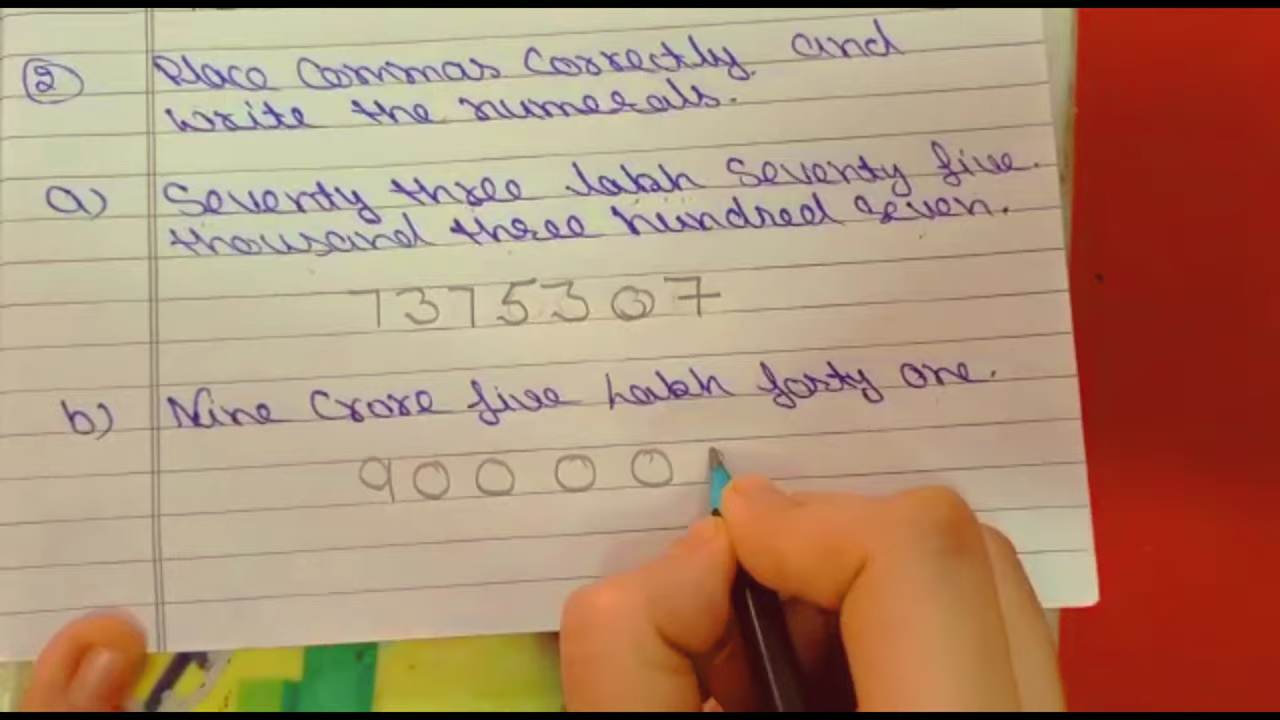 2 Place Commas Correctly and
write the numerals.
a) Seventy three lakh Seventy five.
thousand three hundred seven.
7375307
b) Nine Crore five Lakh forty one.
90000